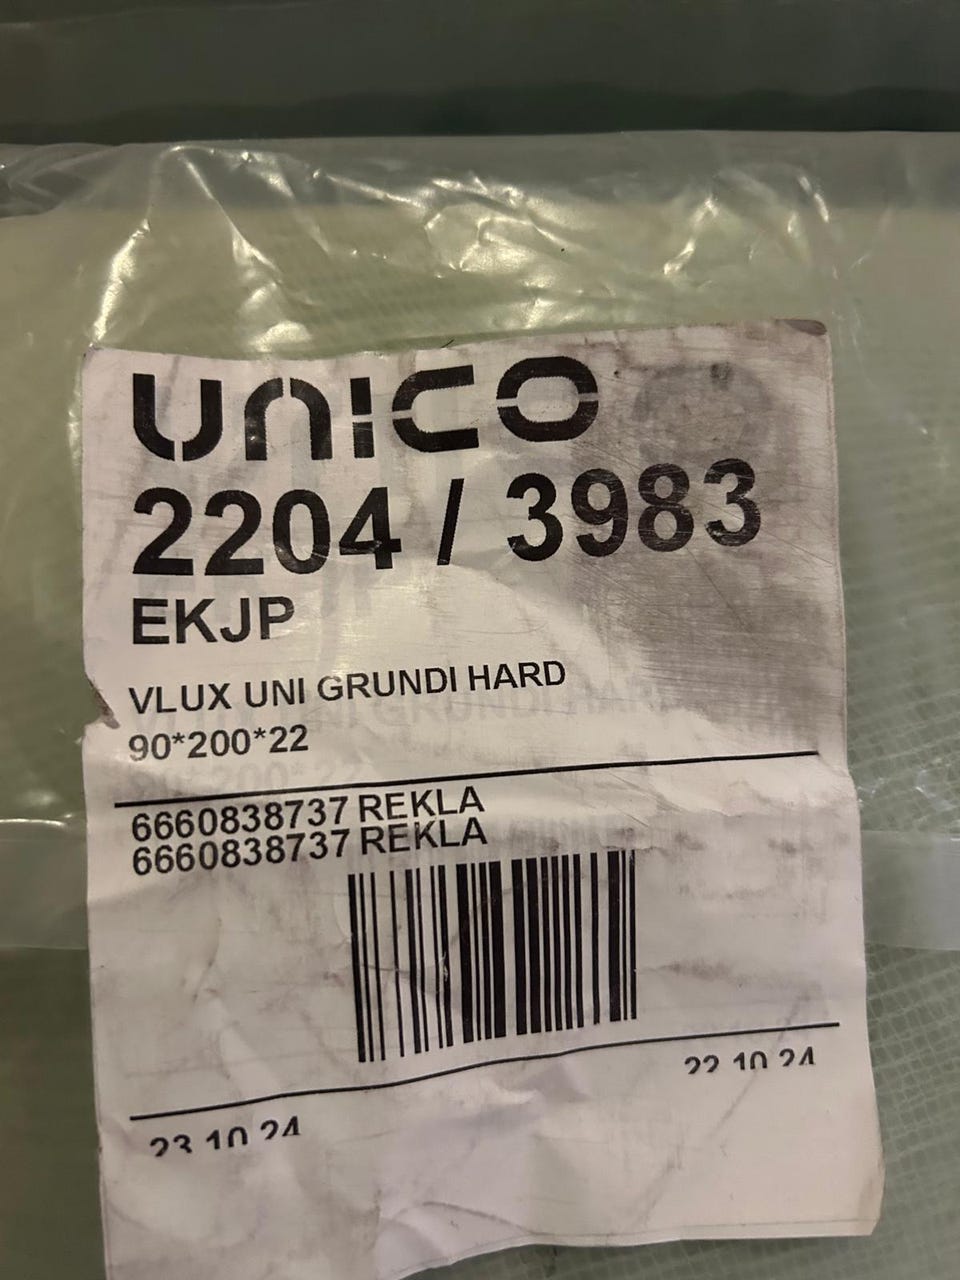 UNICO
2204 / 3983
EKJP
VLUX UNI GRUNDI HARD
90*200*22
6660838737 REKLA
6660838737 REKLA
22.10.24
23.10.24